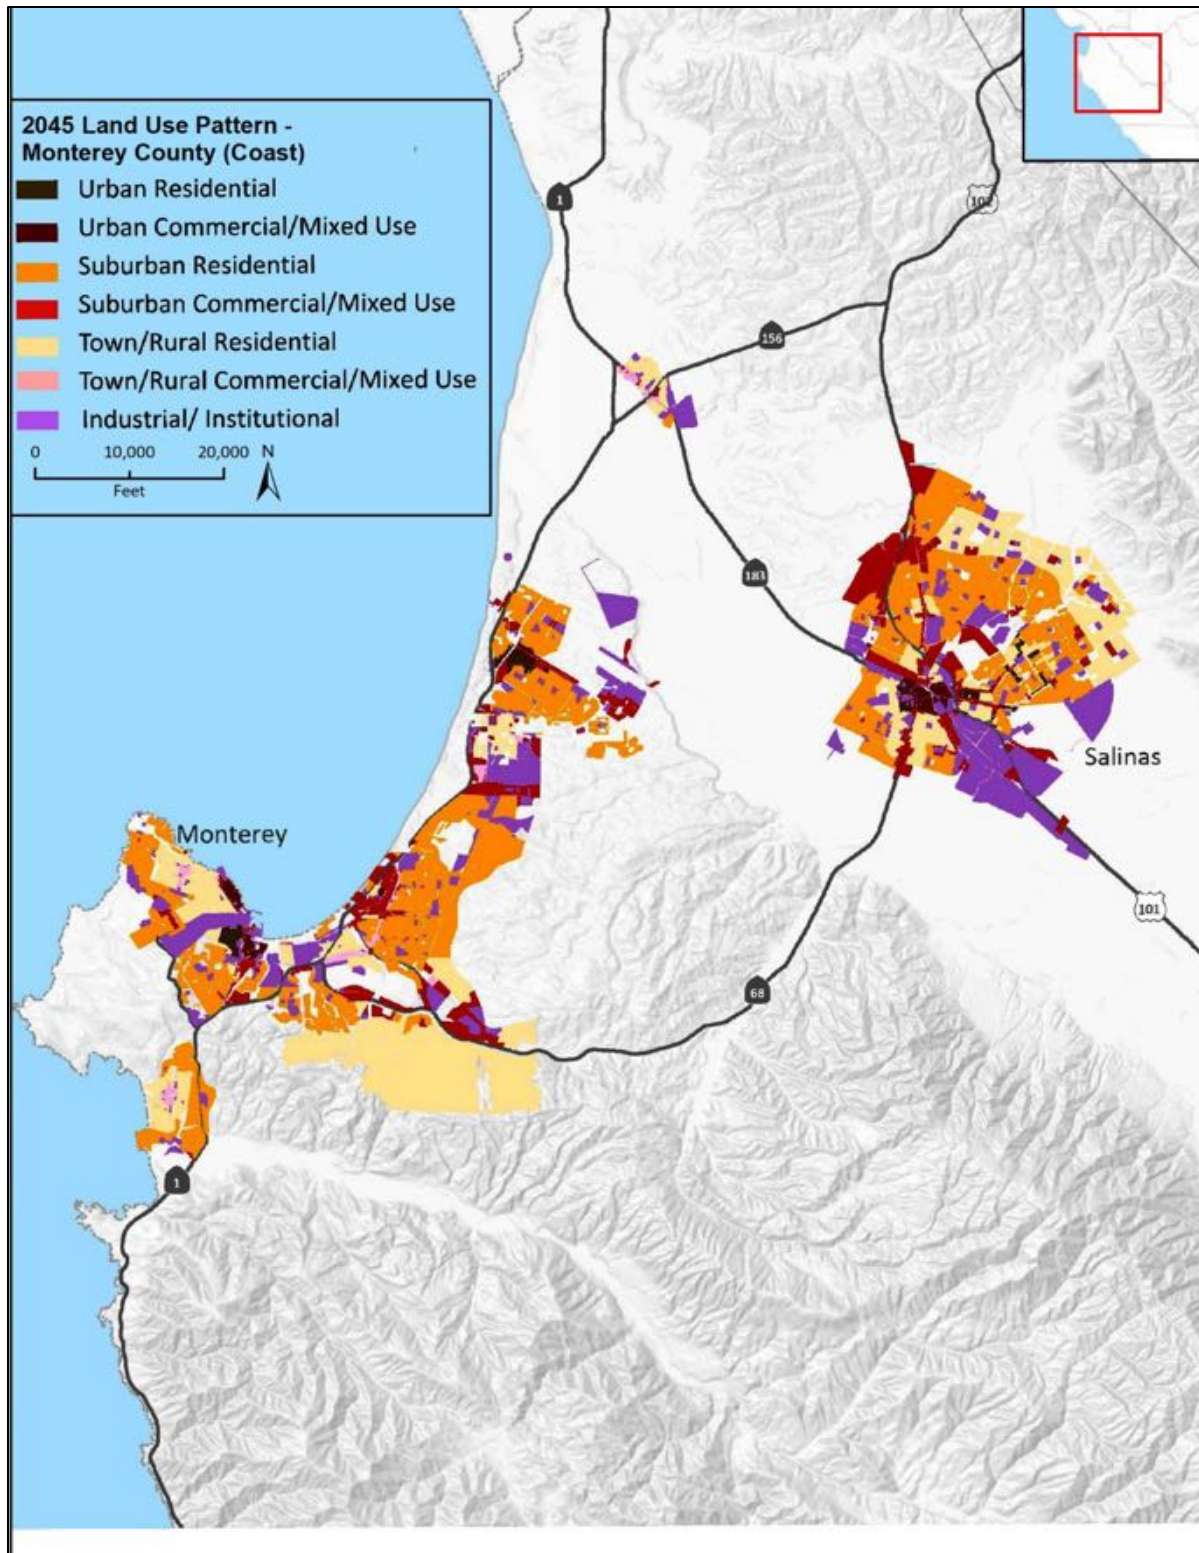 2045 Land Use Pattern -
Monterey County (Coast)
Urban Residential
Urban Commercial/Mixed Use
Suburban Residential
Suburban Commercial/Mixed Use
Town/Rural Residential
Town/Rural Commercial/Mixed Use
Industrial/ Institutional
0 10,000 20,000 N
Feet
1
101
156
183
Salinas
Monterey
101
68
1